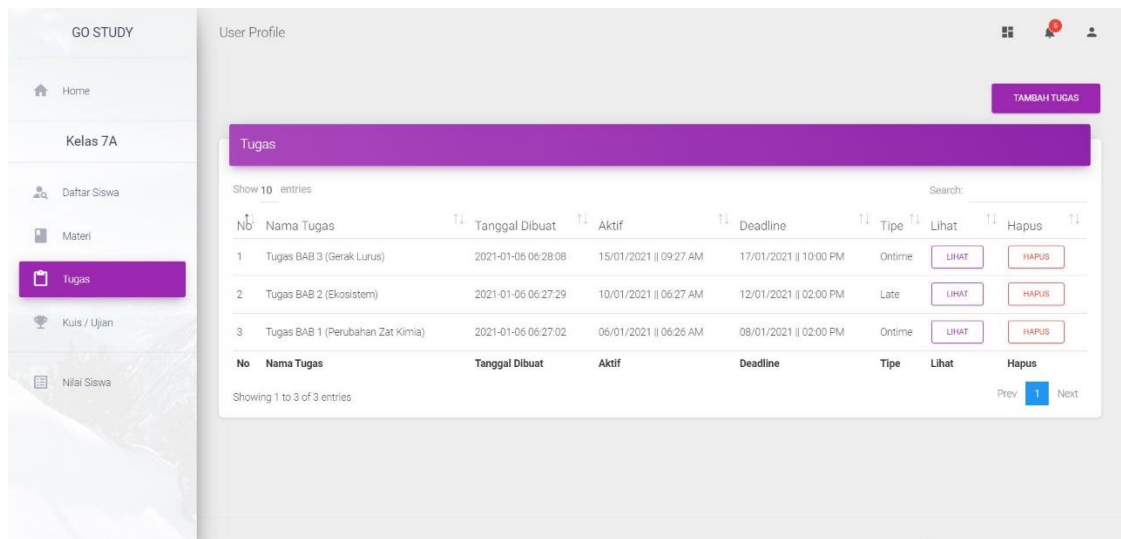 GO STUDY
User Profile
5
Home
TAMBAH TUGAS
Kelas 7A
Tugas
Show 10 entries
Search:
Daftar Siswa
No Nama Tugas Tanggal Dibuat Aktif Deadline Tipe Lihat Hapus
Materi
1 Tugas BAB 3 (Gerak Lurus) 2021-01-06 06:28:08 15/01/2021 || 09:27 AM 17/01/2021 || 10:00 PM Ontime LIHAT HAPUS
Tugas
2 Tugas BAB 2 (Ekosistem) 2021-01-06 06:27:29 10/01/2021 || 06:27 AM 12/01/2021 || 02:00 PM Late LIHAT HAPUS
Kuis / Ujian
3 Tugas BAB 1 (Perubahan Zat Kimia) 2021-01-06 06:27:02 06/01/2021 || 06:26 AM 08/01/2021 || 02:00 PM Ontime LIHAT HAPUS
No Nama Tugas Tanggal Dibuat Aktif Deadline Tipe Lihat Hapus
Nilai Siswa
Showing 1 to 3 of 3 entries
Prev 1 Next